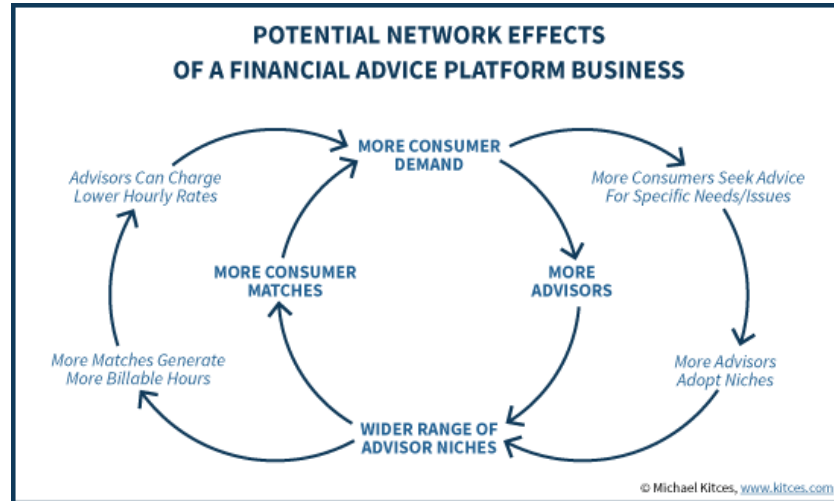 POTENTIAL NETWORK EFFECTS
OF A FINANCIAL ADVICE PLATFORM BUSINESS
MORE CONSUMER
DEMAND
Advisors Can Charge
Lower Hourly Rates
More Consumers Seek Advice
For Specific Needs/Issues
MORE CONSUMER
MATCHES
MORE
ADVISORS
More Matches Generate
More Billable Hours
More Advisors
Adopt Niches
WIDER RANGE OF
ADVISOR NICHES
© Michael Kitces, www.kitces.com